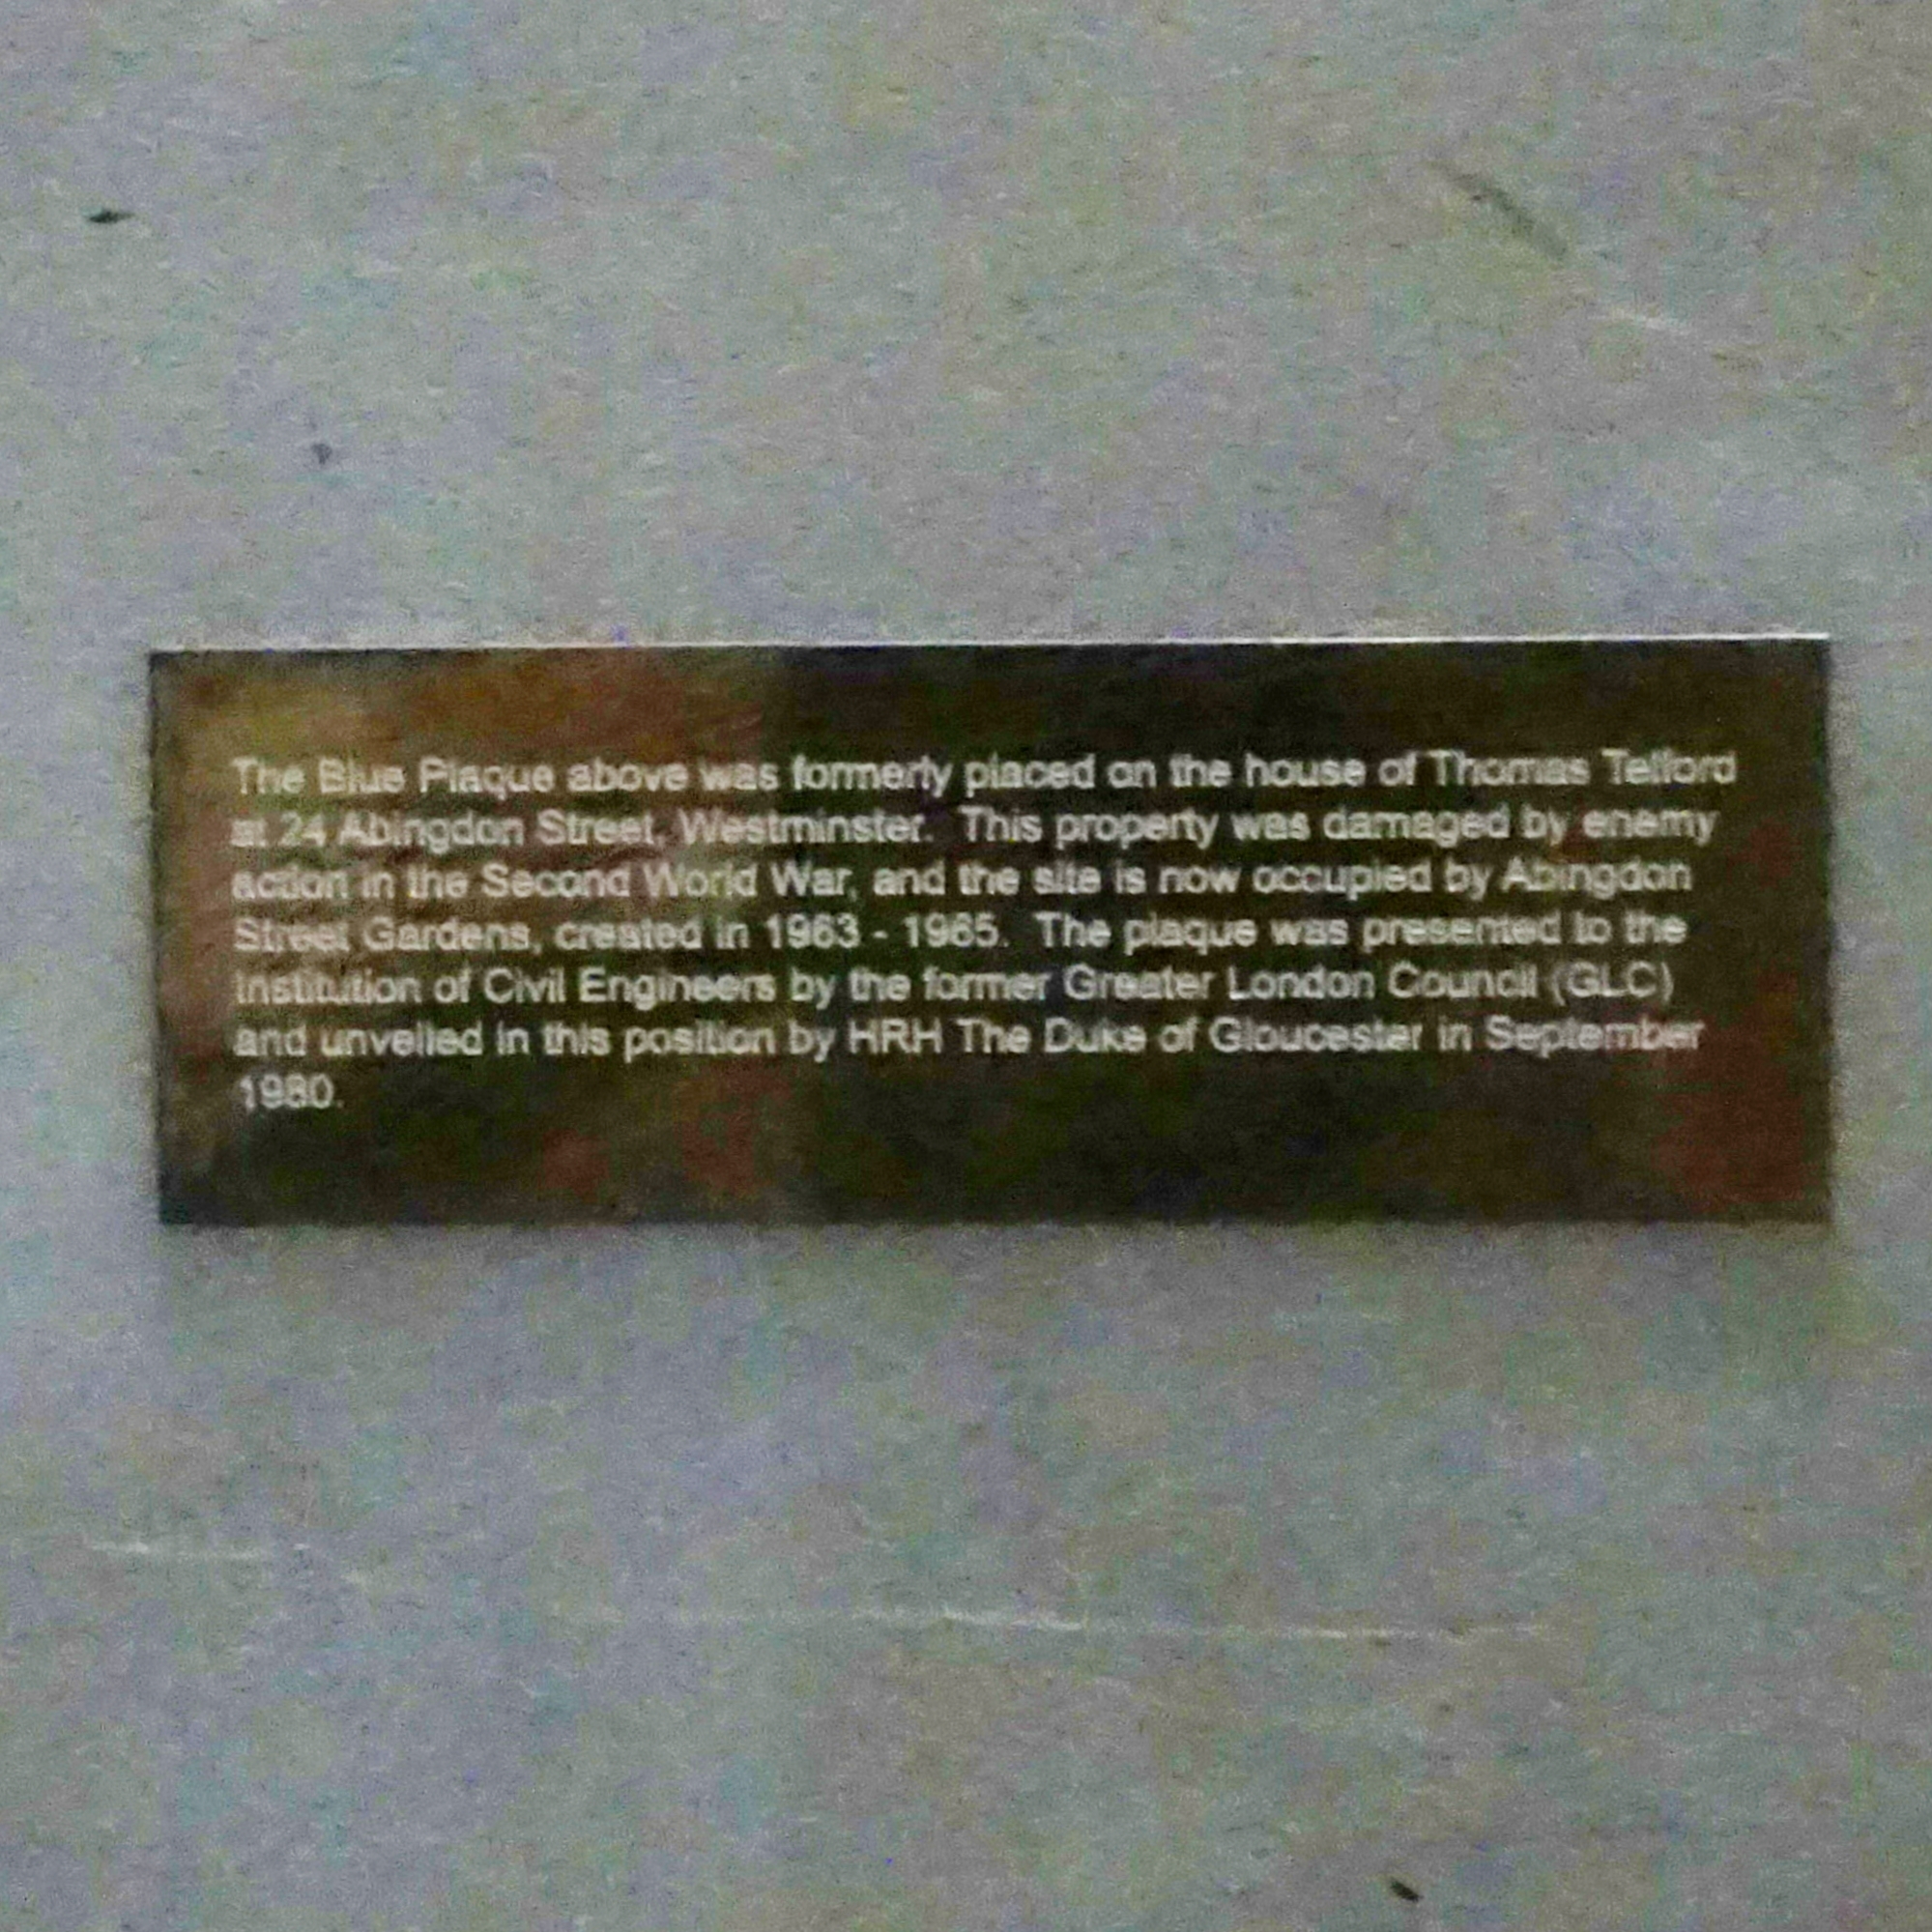 The Blue Plaque above was formerly placed on the house of Thomas Telford
at 24 Abingdon Street, Westminster. This property was damaged by enemy
action in the Second World War, and the site is now occupied by Abingdon
Street Gardens, created in 1963 - 1965. The plaque was presented to the
Institution of Civil Engineers by the former Greater London Council (GLC)
and unveiled in this position by HRH The Duke of Gloucester in September
1980.